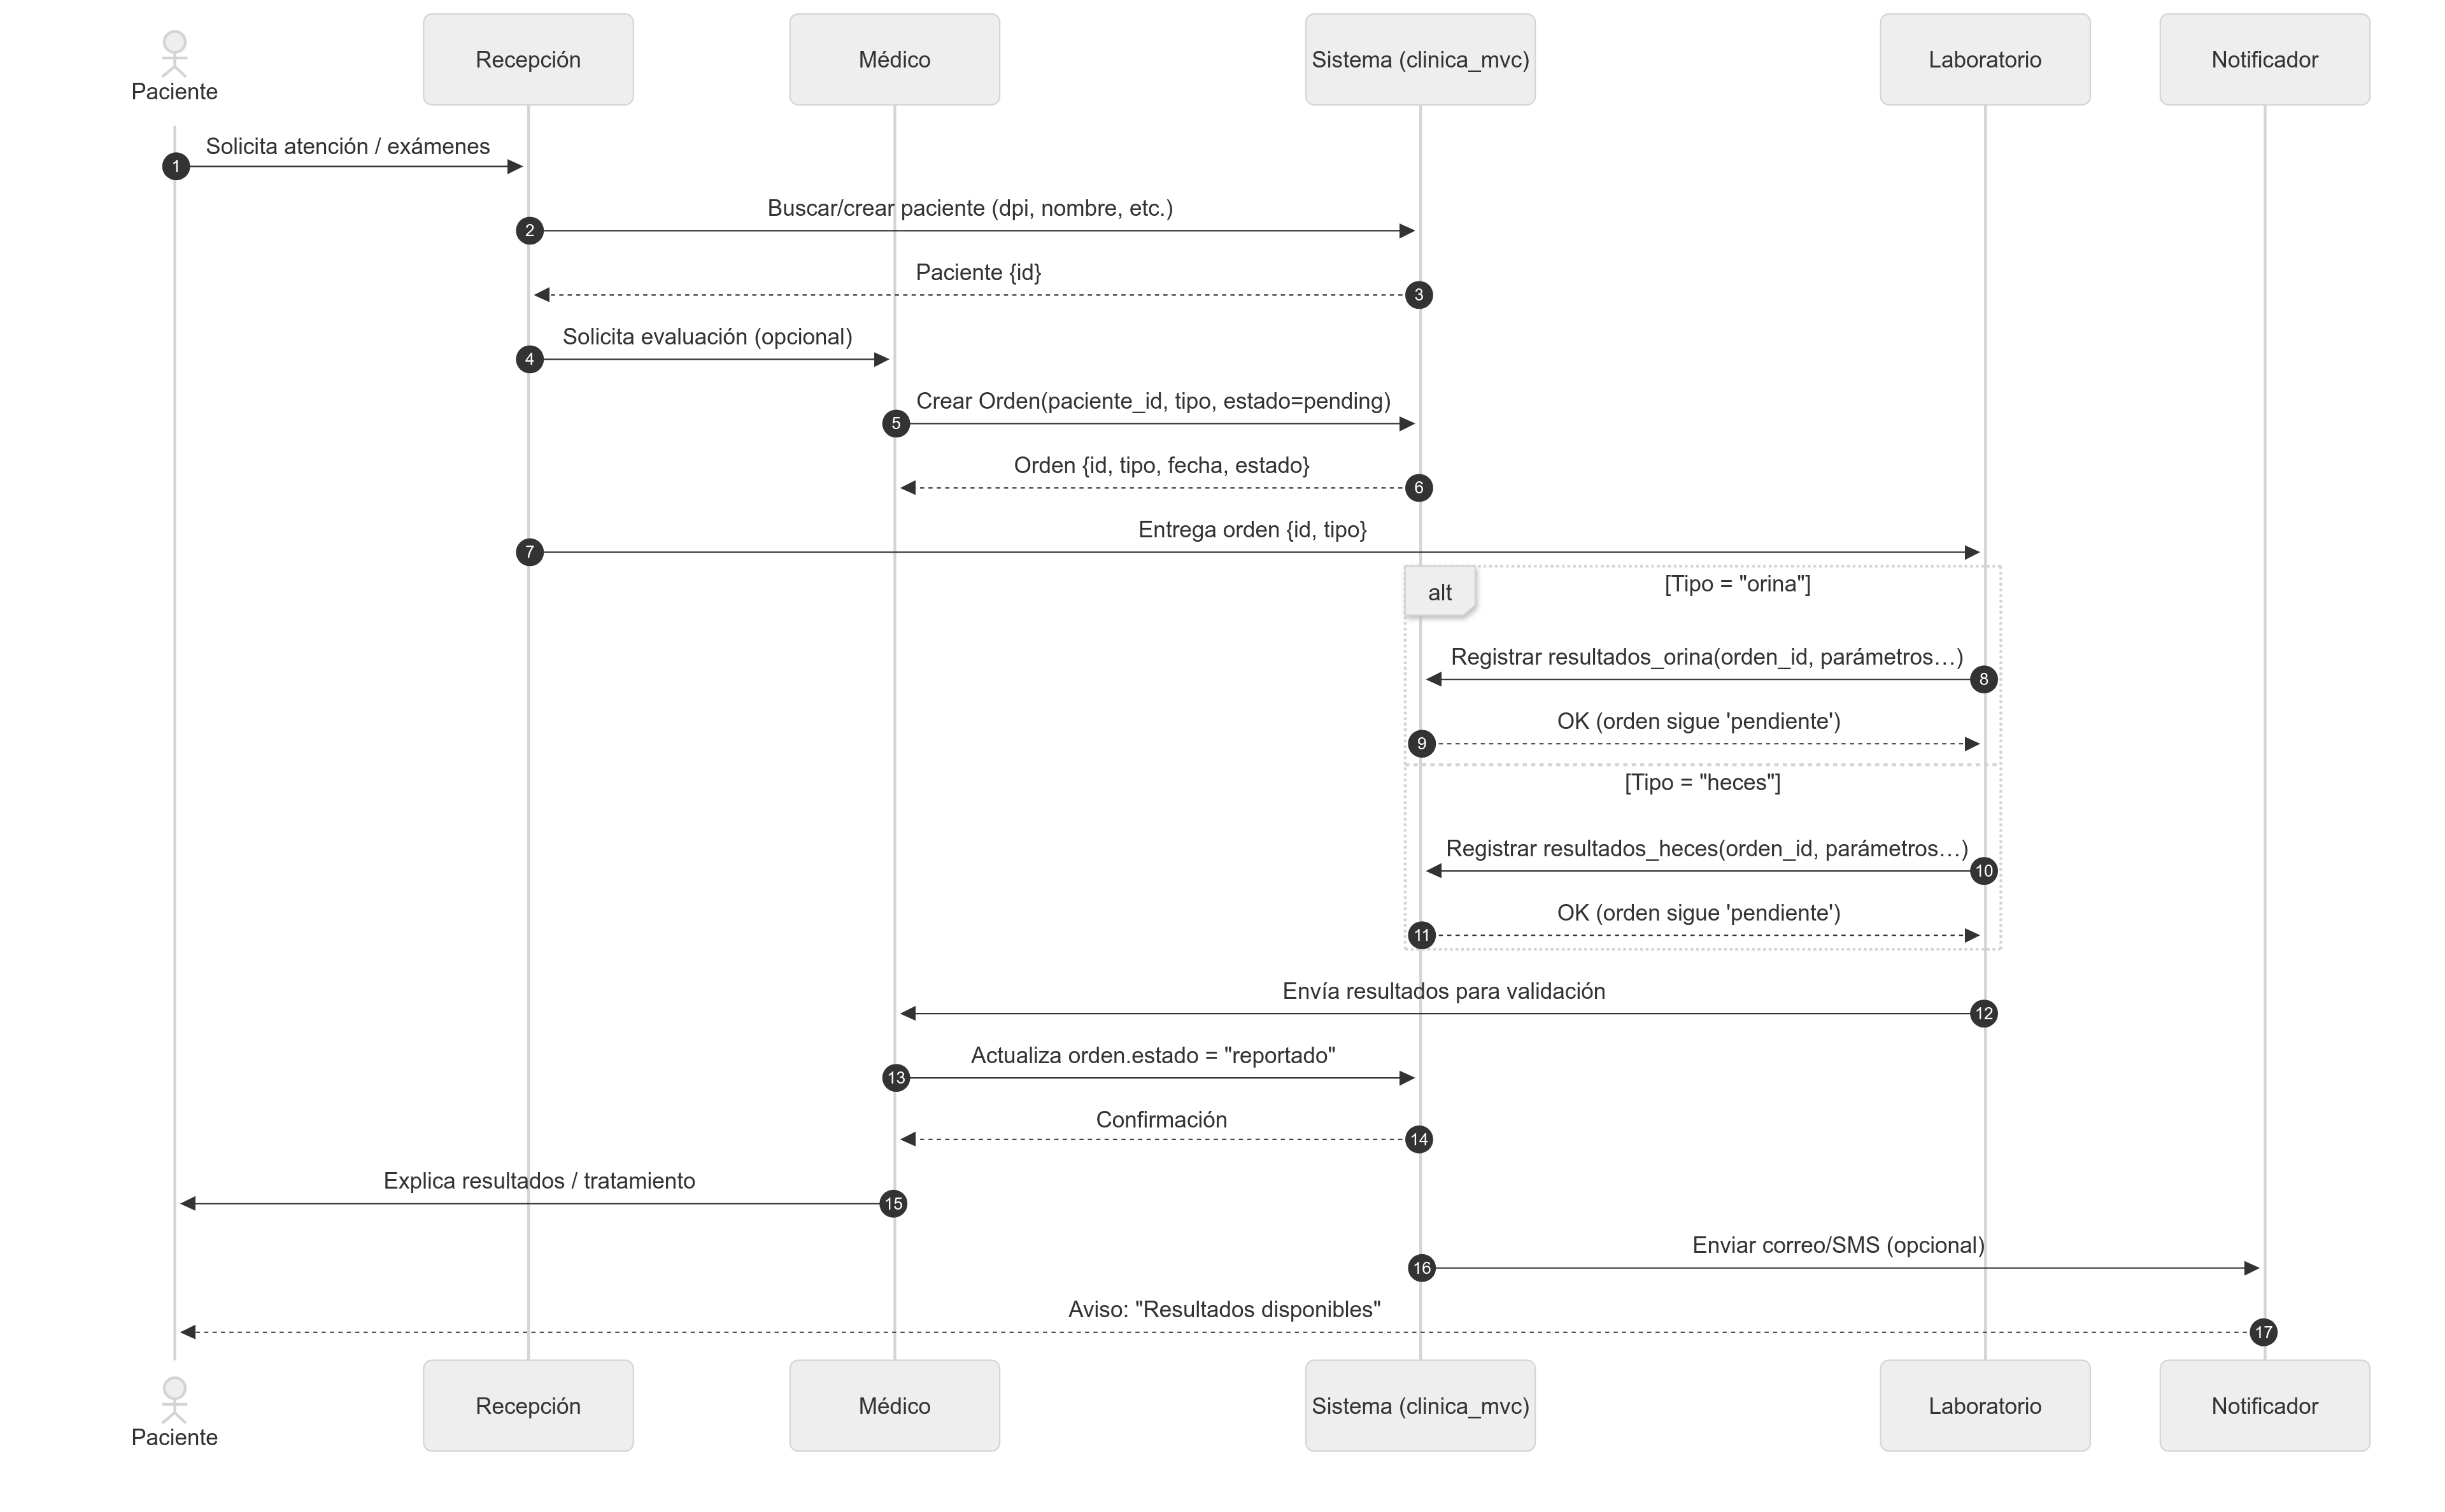 Paciente
Recepción
Médico
Sistema (clinica_mvc)
Laboratorio
Notificador
Solicita atención / exámenes
1
Buscar/crear paciente (dpi, nombre, etc.)
2
Paciente {id}
3
Solicita evaluación (opcional)
4
Crear Orden(paciente_id, tipo, estado=pending)
5
Orden {id, tipo, fecha, estado}
6
Entrega orden {id, tipo}
7
alt
[Tipo = "orina"]
Registrar resultados_orina(orden_id, parámetros…)
8
OK (orden sigue 'pendiente')
9
[Tipo = "heces"]
Registrar resultados_heces(orden_id, parámetros…)
10
OK (orden sigue 'pendiente')
11
Envía resultados para validación
12
Actualiza orden.estado = "reportado"
13
Confirmación
14
Explica resultados / tratamiento
15
Enviar correo/SMS (opcional)
16
Aviso: "Resultados disponibles"
17
Paciente
Recepción
Médico
Sistema (clinica_mvc)
Laboratorio
Notificador